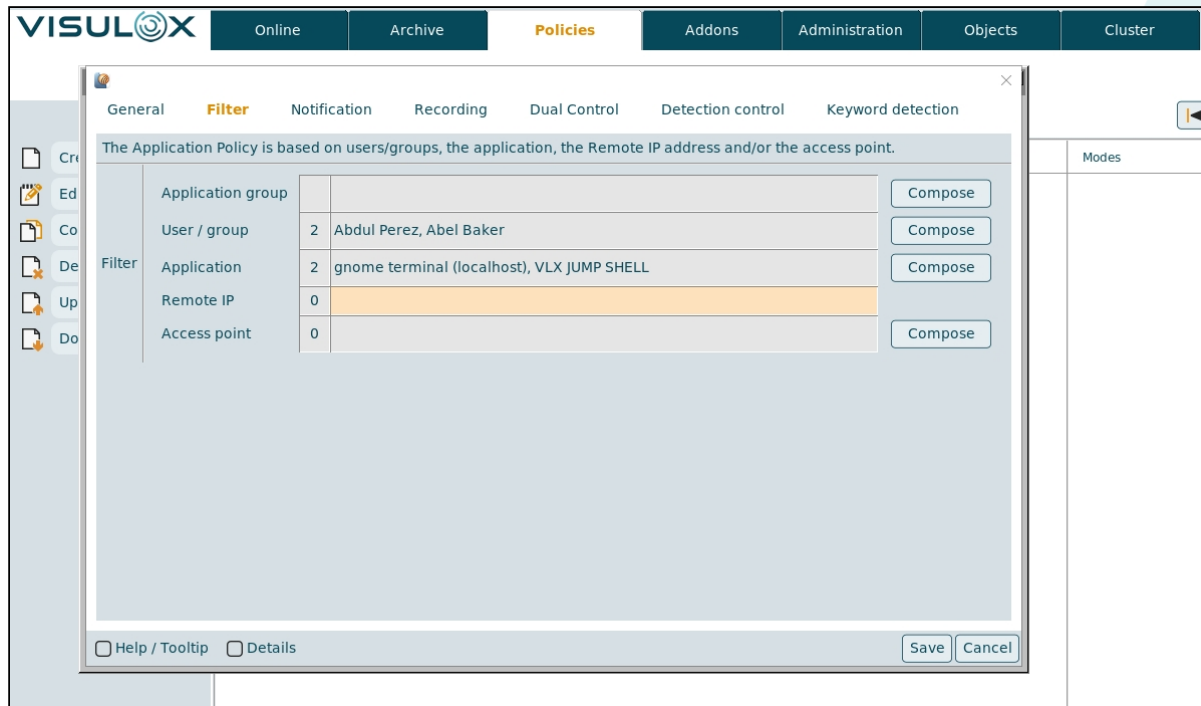 VISULOX Online Archive Policies Addons Administration Objects Cluster
General Filter Notification Recording Dual Control Detection control Keyword detection
The Application Policy is based on users/groups, the application, the Remote IP address and/or the access point.
Modes
Cre
Ed
Co
De
Up
Do
Filter
Application group Compose
User / group 2 Abdul Perez, Abel Baker Compose
Application 2 gnome terminal (localhost), VLX JUMP SHELL Compose
Remote IP 0
Access point 0 Compose
Help / Tooltip Details Save Cancel